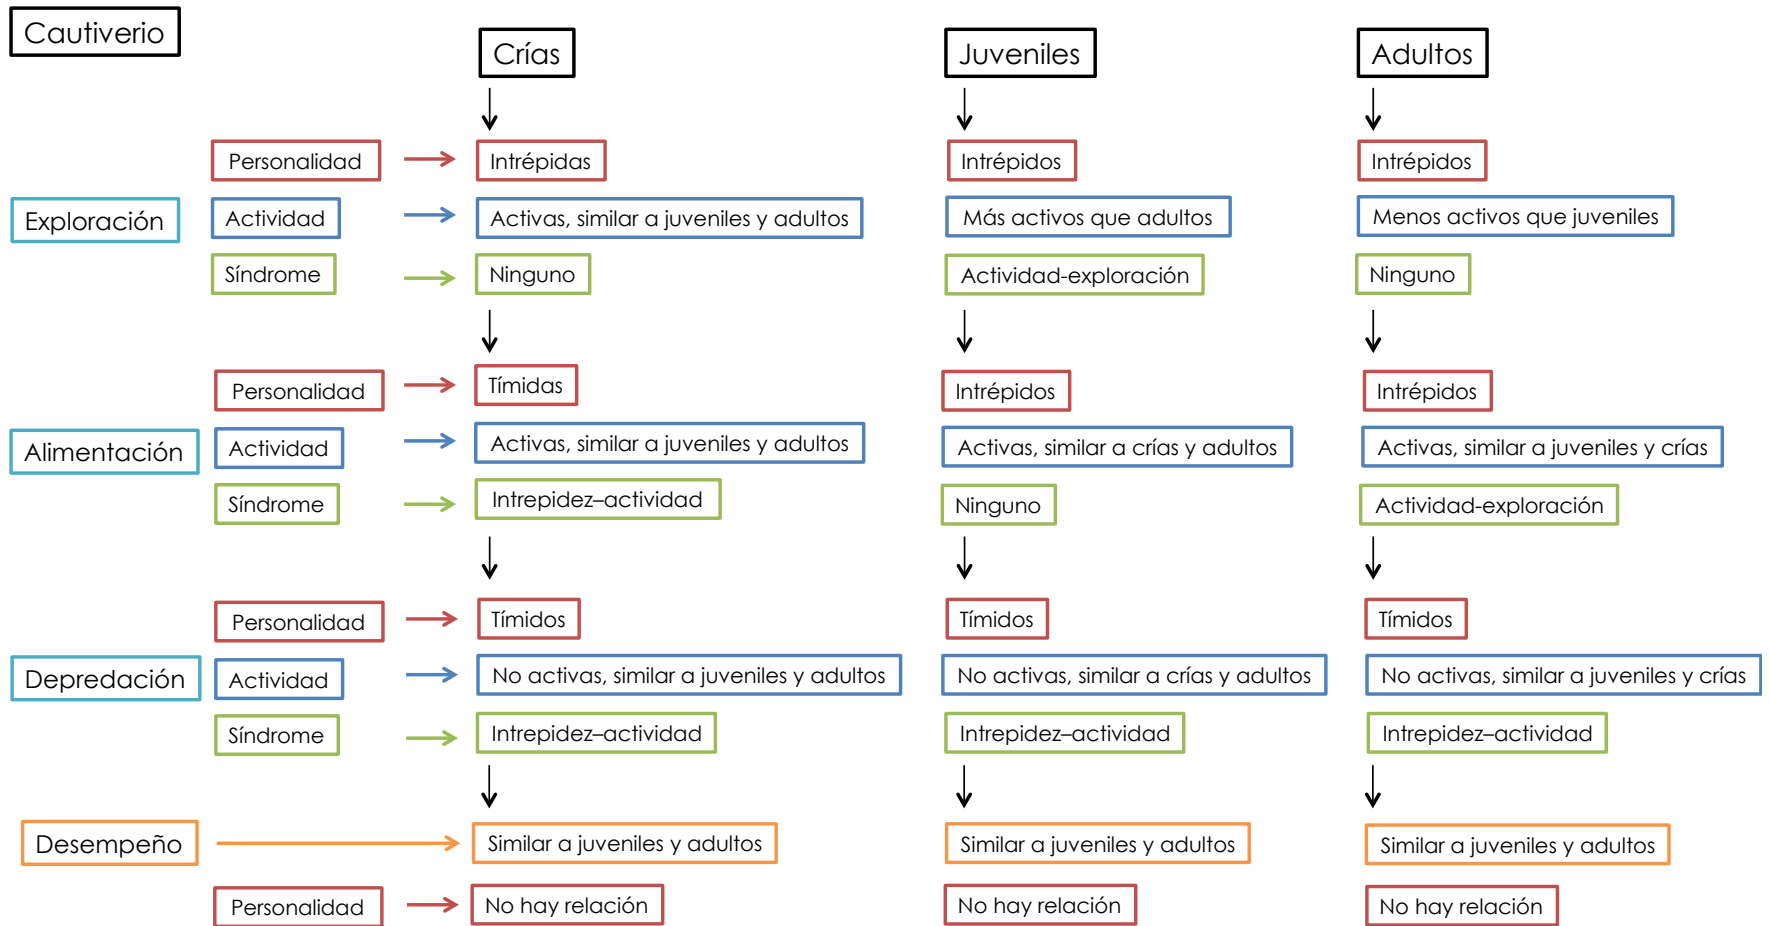 Cautiverio
Crías
Juveniles
Adultos
Personalidad
Intrépidas
Intrépidos
Intrépidos
Exploración
Actividad
Activas, similar a juveniles y adultos
Más activos que adultos
Menos activos que juveniles
Síndrome
Ninguno
Actividad-exploración
Ninguno
Personalidad
Tímidas
Intrépidos
Intrépidos
Alimentación
Actividad
Activas, similar a juveniles y adultos
Activas, similar a crías y adultos
Activas, similar a juveniles y crías
Síndrome
Intrepidez–actividad
Ninguno
Actividad-exploración
Personalidad
Tímidos
Tímidos
Tímidos
Depredación
Actividad
No activas, similar a juveniles y adultos
No activas, similar a crías y adultos
No activas, similar a juveniles y crías
Síndrome
Intrepidez–actividad
Intrepidez–actividad
Intrepidez–actividad
Desempeño
Similar a juveniles y adultos
Similar a juveniles y adultos
Similar a juveniles y adultos
Personalidad
No hay relación
No hay relación
No hay relación